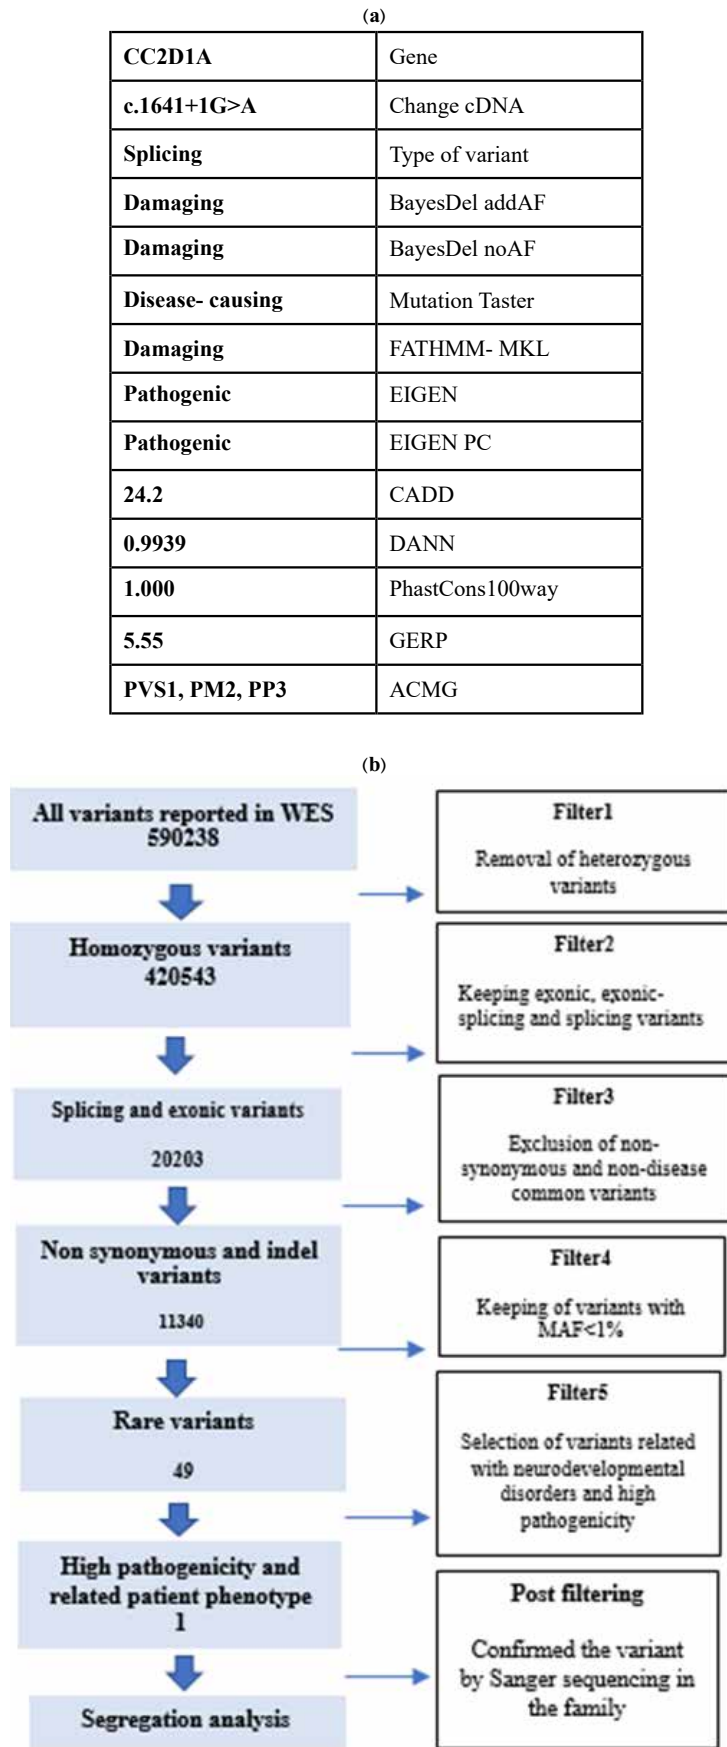 (a)
CC2D1A Gene
c.1641+1G>A Change cDNA
Splicing Type of variant
Damaging BayesDel addAF
Damaging BayesDel noAF
Disease- causing Mutation Taster
Damaging FATHMM- MKL
Pathogenic EIGEN
Pathogenic EIGEN PC
24.2 CADD
0.9939 DANN
1.000 PhastCons100way
5.55 GERP
PVS1, PM2, PP3 ACMG
(b)
All variants reported in WES
590238
Filter1
Removal of heterozygous
variants
Homozygous variants
420543
Filter2
Keeping exonic, exonic-
splicing and splicing variants
Splicing and exonic variants
20203
Filter3
Exclusion of non-
synonymous and non-disease
common variants
Non synonymous and indel
variants
11340
Filter4
Keeping of variants with
MAF<1%
Rare variants
49
Filter5
Selection of variants related
with neurodevelopmental
disorders and high
pathogenicity
High pathogenicity and
related patient phenotype
1
Post filtering
Confirmed the variant
by Sanger sequencing in
the family
Segregation analysis